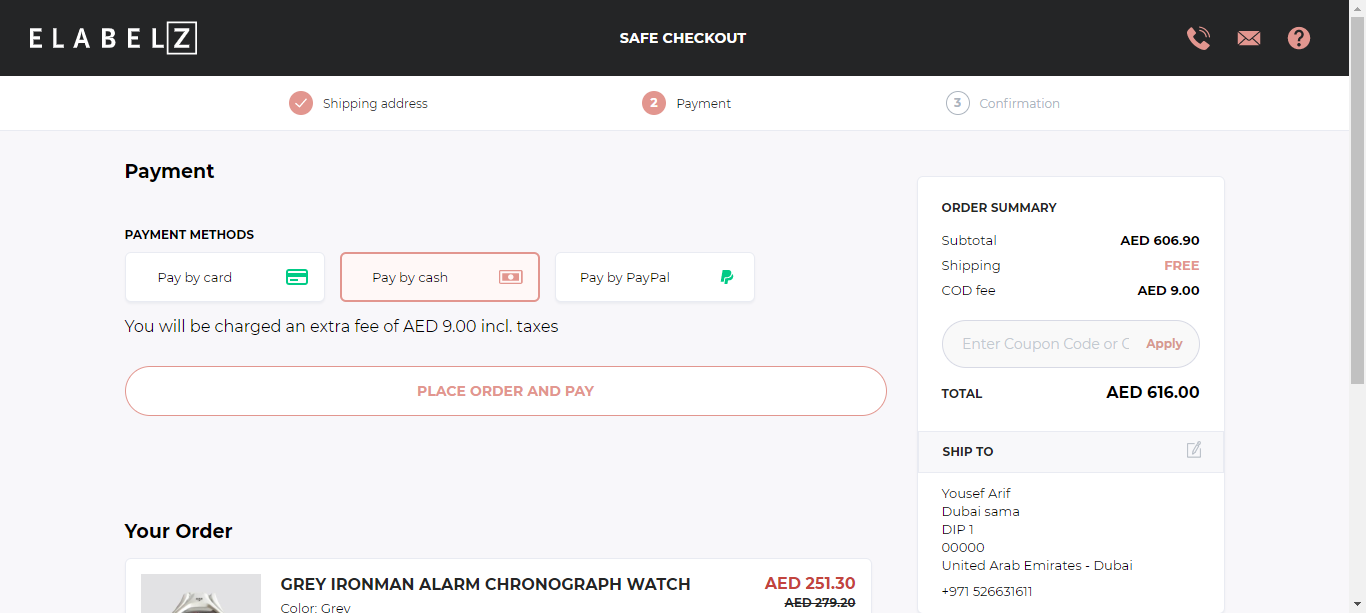 ELABELZ
SAFE CHECKOUT
?
Shipping address
2 Payment
3 Confirmation
Payment
PAYMENT METHODS
Pay by card
Pay by cash
Pay by PayPal
You will be charged an extra fee of AED 9.00 incl. taxes
PLACE ORDER AND PAY
Your Order
GREY IRONMAN ALARM CHRONOGRAPH WATCH
AED 251.30
Color: Grey
AED 279.20
ORDER SUMMARY
Subtotal AED 606.90
Shipping FREE
COD fee AED 9.00
Enter Coupon Code or C Apply
TOTAL AED 616.00
SHIP TO
Yousef Arif
Dubai sama
DIP 1
00000
United Arab Emirates - Dubai
+971 526631611